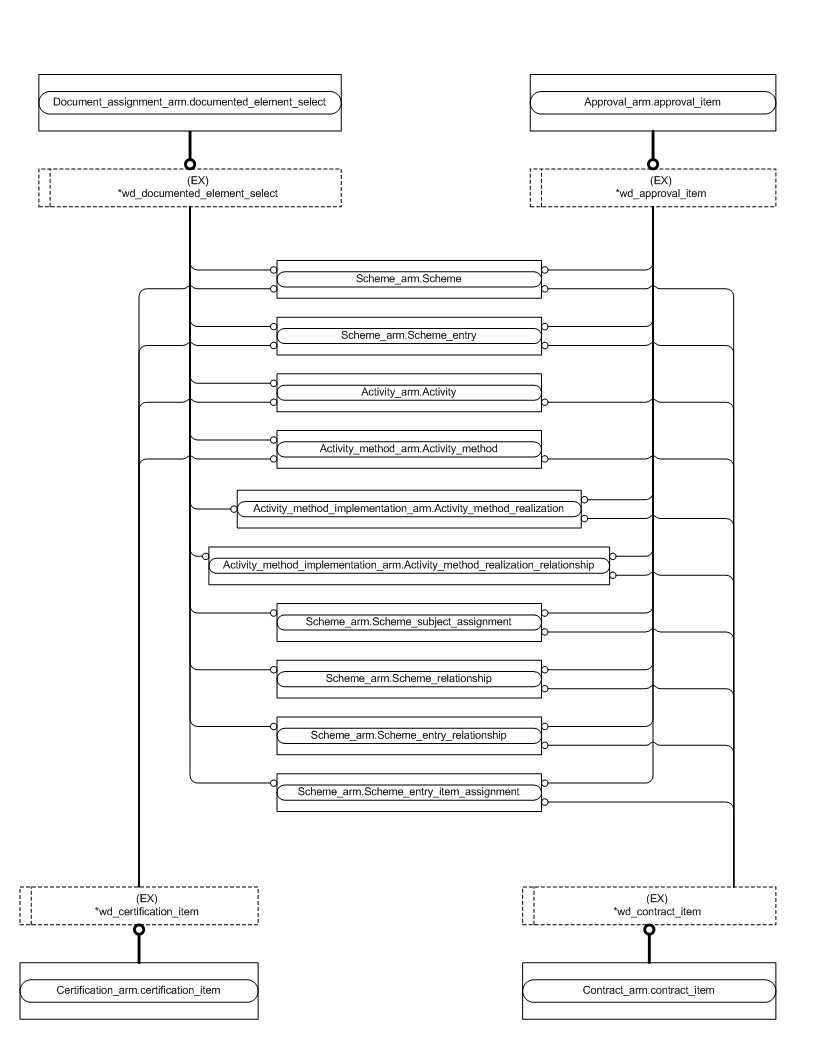 Document_assignment_arm.documented_element_select
Approval_arm.approval_item
(EX)
*wd_documented_element_select
(EX)
*wd_approval_item
Scheme_arm.Scheme
Scheme_arm.Scheme_entry
Activity_arm.Activity
Activity_method_arm.Activity_method
Activity_method_implementation_arm.Activity_method_realization
Activity_method_implementation_arm.Activity_method_realization_relationship
Scheme_arm.Scheme_subject_assignment
Scheme_arm.Scheme_relationship
Scheme_arm.Scheme_entry_relationship
Scheme_arm.Scheme_entry_item_assignment
(EX)
*wd_certification_item
(EX)
*wd_contract_item
Certification_arm.certification_item
Contract_arm.contract_item